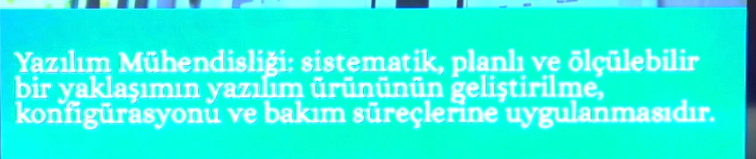 Yazılım Mühendisliği: sistematik, planlı ve ölçülebilir
bir yaklaşımın yazılım ürününün geliştirilme,
konfigürasyonu ve bakım süreçlerine uygulanmasıdır.